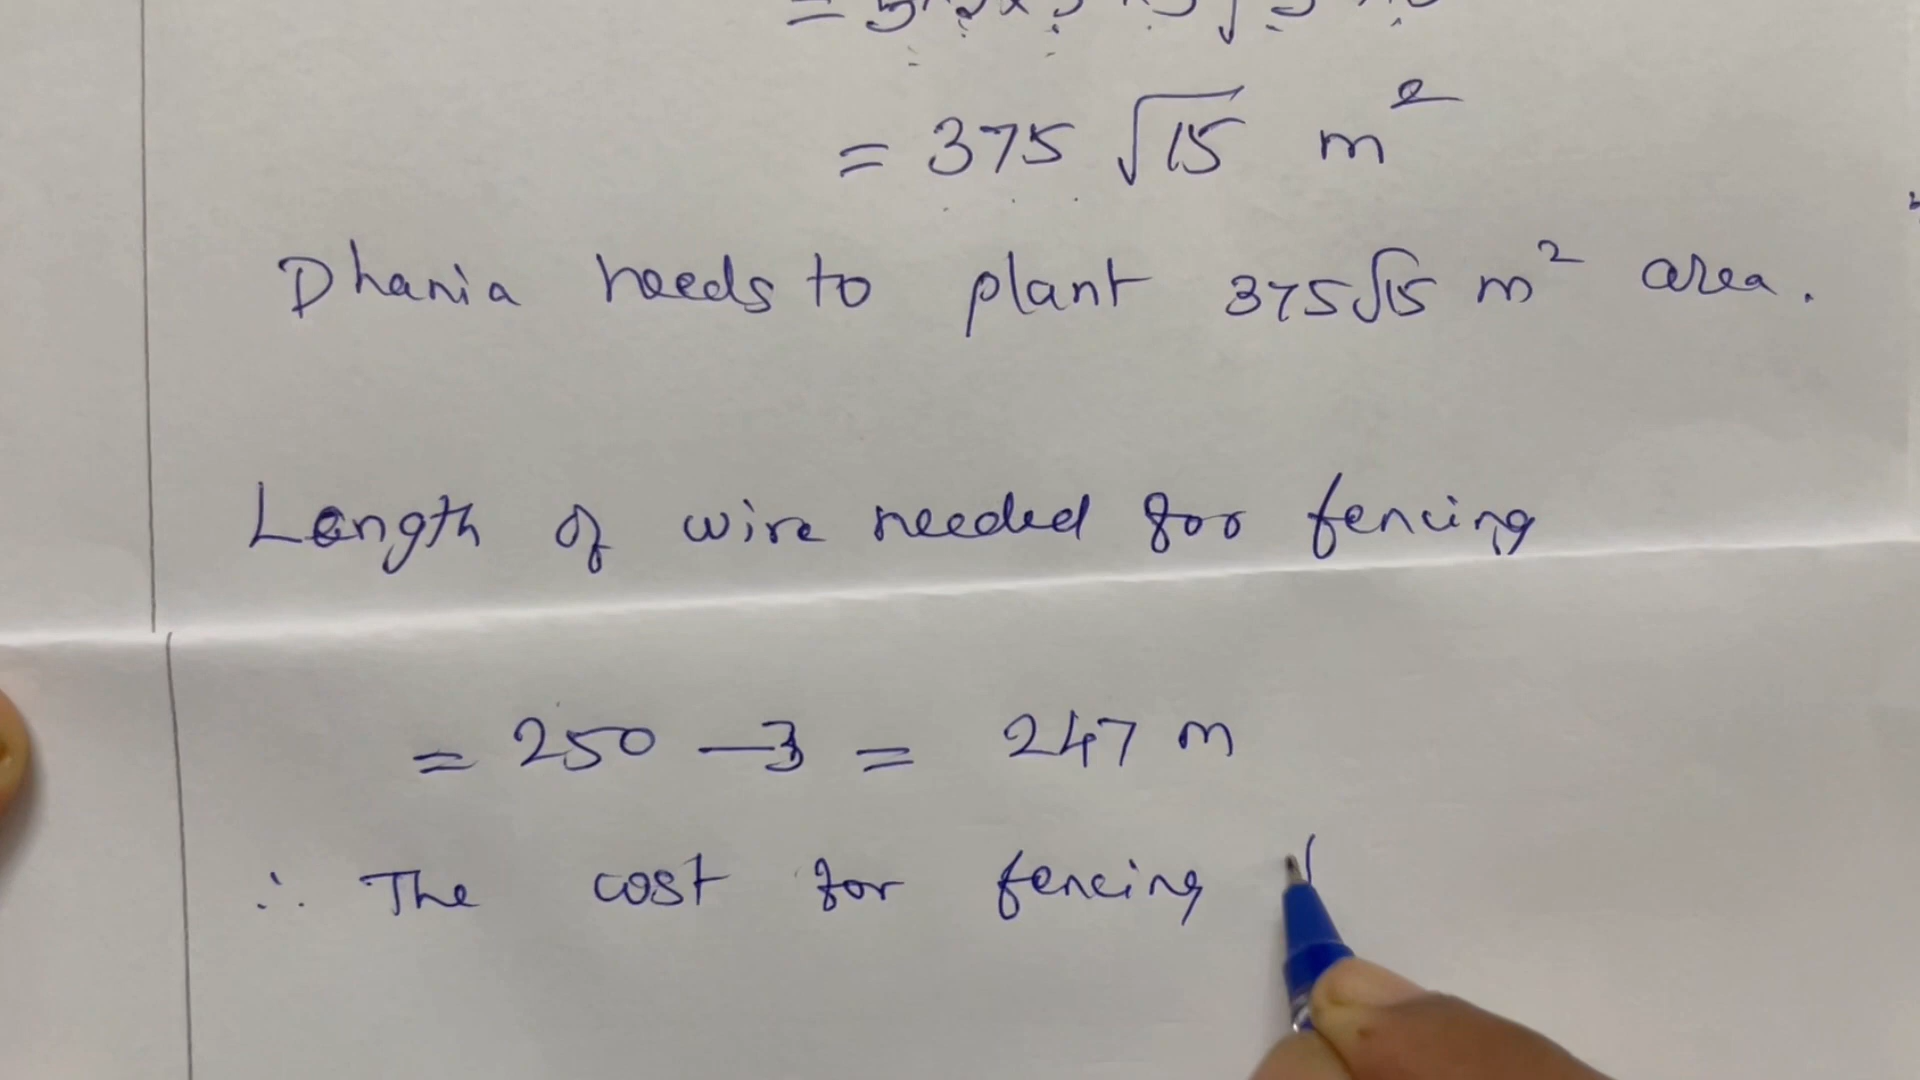 = 375 √15 m²
Dhania needs to plant 375√15 m² area.
Length of wire needed for fencing
= 250 - 3 = 247 m
∴ The cost for fencing